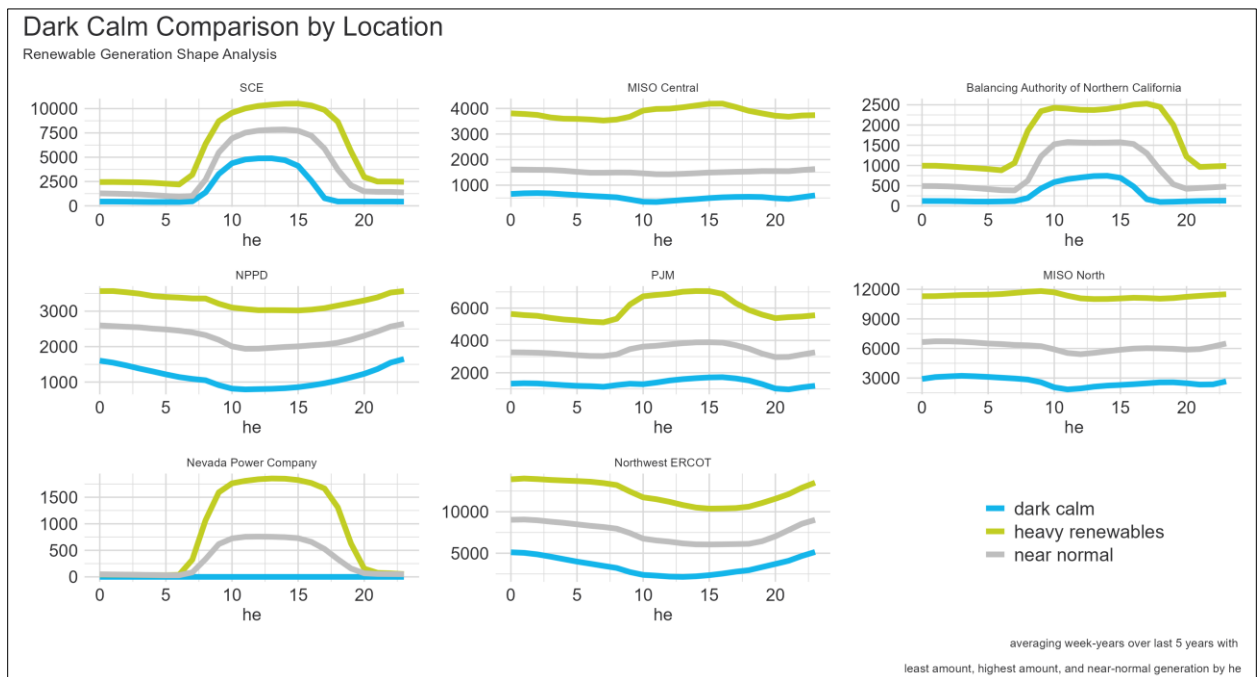 Dark Calm Comparison by Location
Renewable Generation Shape Analysis
SCE
10000
7500
5000
2500
0
0 5 10 15 20
he
MISO Central
4000
3000
2000
1000
0 5 10 15 20
he
Balancing Authority of Northern California
2500
2000
1500
1000
500
0
0 5 10 15 20
he
NPPD
3000
2000
1000
0 5 10 15 20
he
PJM
6000
4000
2000
0 5 10 15 20
he
MISO North
12000
9000
6000
3000
0 5 10 15 20
he
Nevada Power Company
1500
1000
500
0
0 5 10 15 20
he
Northwest ERCOT
10000
5000
0 5 10 15 20
he
dark calm
heavy renewables
near normal
averaging week-years over last 5 years with
least amount, highest amount, and near-normal generation by he